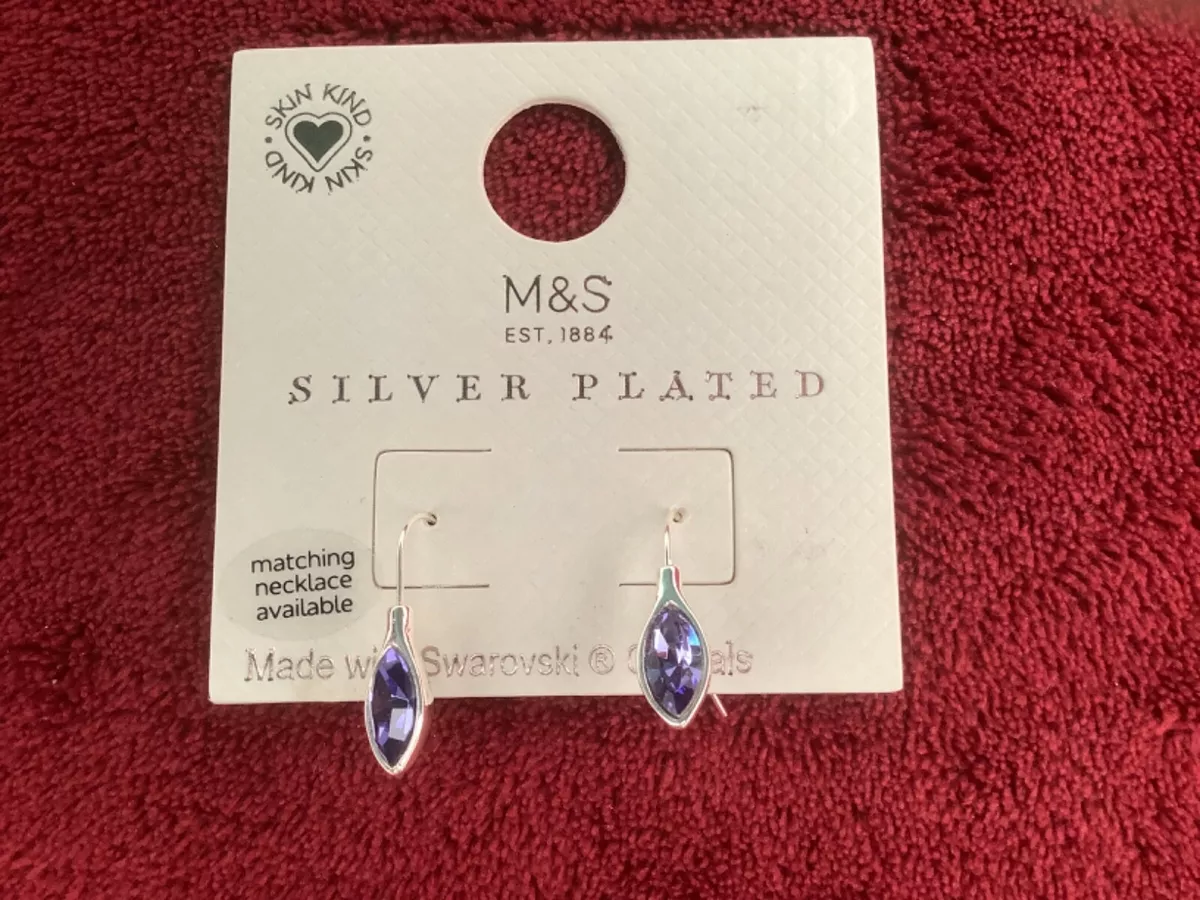 SKIN KIND • SKIN KIND •
M&S
EST. 1884
SILVER PLATED
matching
necklace
available
Made Swarovski ®